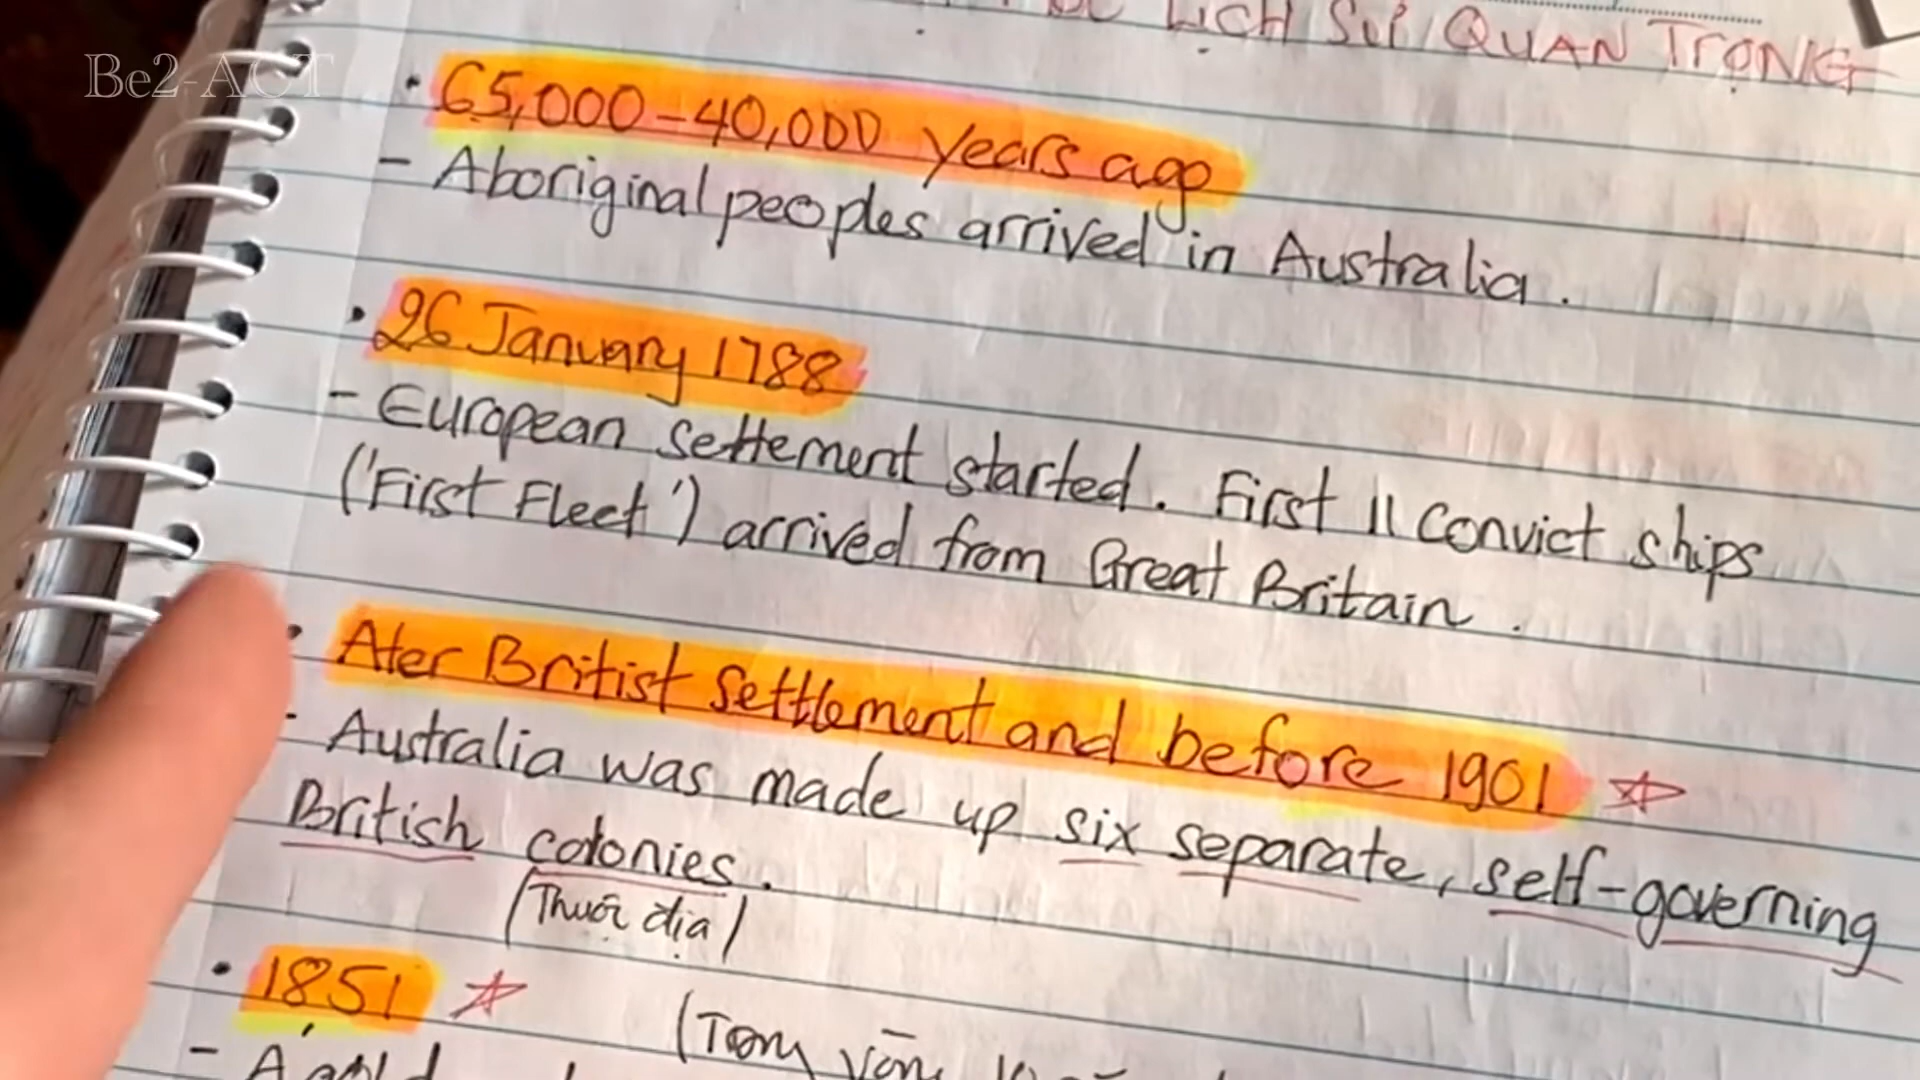 LỊCH SỬ QUAN TRỌNG
Be2-ACT
• 65,000-40,000 years ago
- Aboriginal peoples arrived in Australia.
• 26 January 1788
- European settement started. First 11 convict ships
('First Fleet') arrived from Great Britain.
• Ater Britist Settlement and before 1901 ☆
- Australia was made up six separate, self-governing
British colonies.
/Thuộc địa/
• 1851 ☆